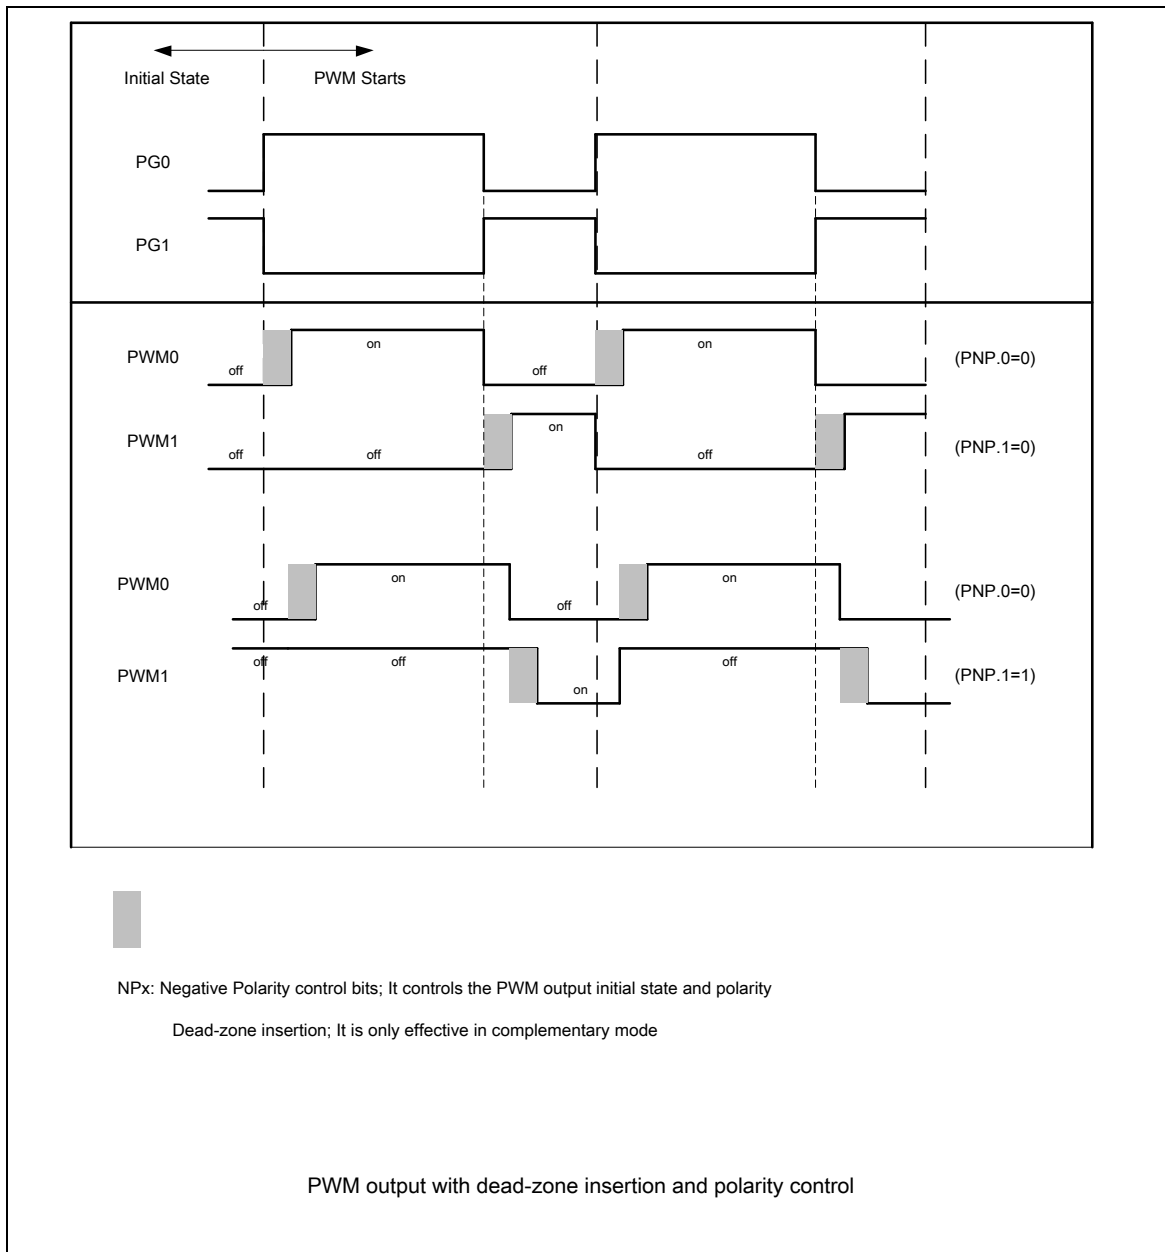 Initial State PWM Starts
PG0
PG1
PWM0 off on off on (PNP.0=0)
PWM1 off off on off (PNP.1=0)
PWM0 off on off on (PNP.0=0)
PWM1 off off on off (PNP.1=1)
NPx: Negative Polarity control bits; It controls the PWM output initial state and polarity
Dead-zone insertion; It is only effective in complementary mode
PWM output with dead-zone insertion and polarity control